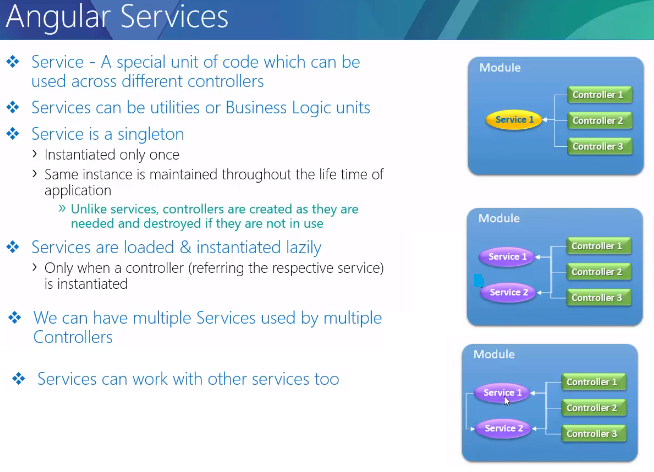 Angular Services
❖ Service - A special unit of code which can be
used across different controllers
❖ Services can be utilities or Business Logic units
❖ Service is a singleton
› Instantiated only once
› Same instance is maintained throughout the life time of
application
» Unlike services, controllers are created as they are
needed and destroyed if they are not in use
❖ Services are loaded & instantiated lazily
› Only when a controller (referring the respective service)
is instantiated
❖ We can have multiple Services used by multiple
Controllers
❖ Services can work with other services too
Module
Controller 1
Service 1
Controller 2
Controller 3
Module
Controller 1
Service 1
Controller 2
Service 2
Controller 3
Module
Controller 1
Service 1
Controller 2
Service 2
Controller 3